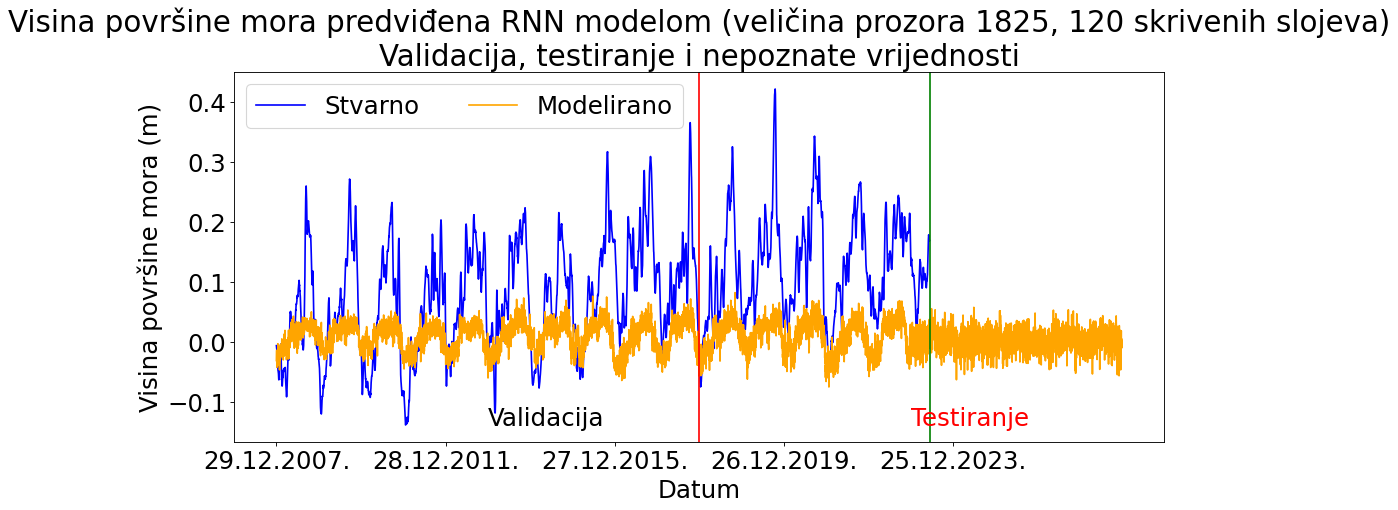 Visina površine mora predviđena RNN modelom (veličina prozora 1825, 120 skrivenih slojeva)
Validacija, testiranje i nepoznate vrijednosti
Stvarno
Modelirano
Visina površine mora (m)
0.4
0.3
0.2
0.1
0.0
−0.1
Validacija
Testiranje
29.12.2007.
28.12.2011.
27.12.2015.
26.12.2019.
25.12.2023.
Datum